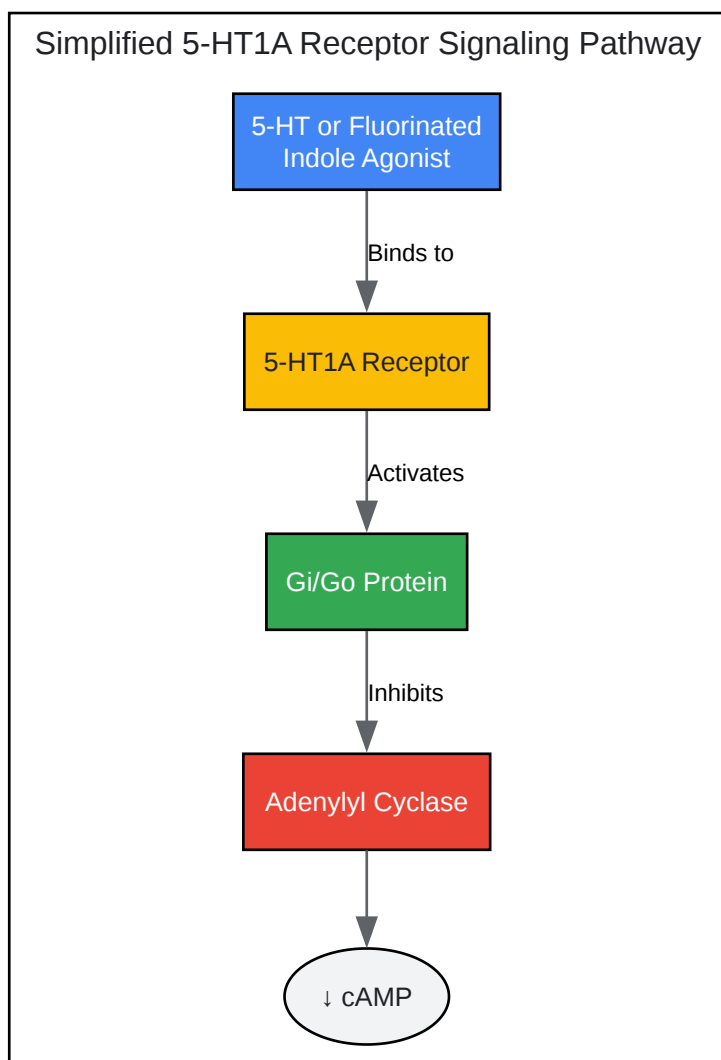 Simplified 5-HT1A Receptor Signaling Pathway
5-HT or Fluorinated
Indole Agonist
Binds to
5-HT1A Receptor
Activates
Gi/Go Protein
Inhibits
Adenylyl Cyclase
↓ cAMP